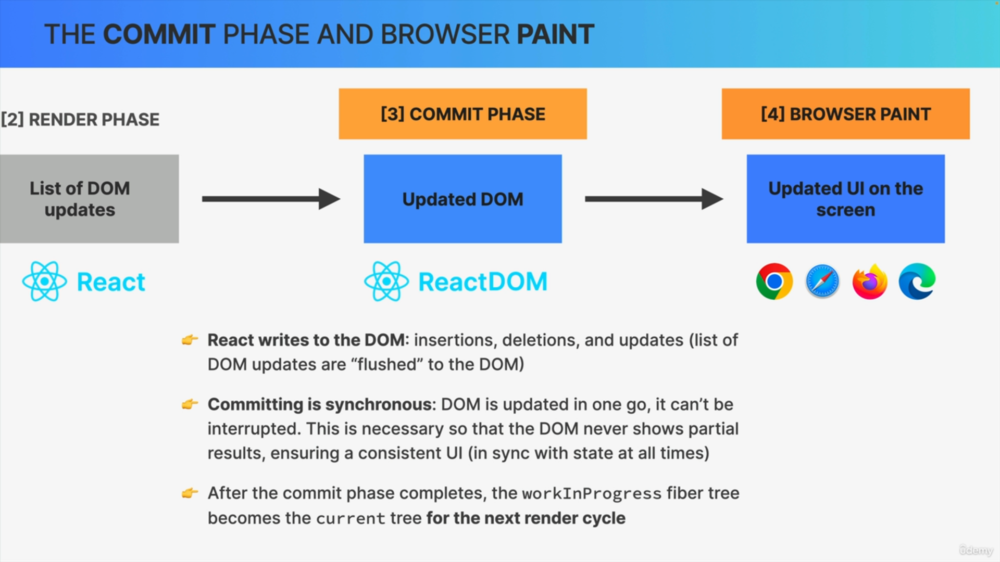 THE COMMIT PHASE AND BROWSER PAINT
[2] RENDER PHASE
[3] COMMIT PHASE
[4] BROWSER PAINT
List of DOM
updates
Updated DOM
Updated UI on the
screen
React
ReactDOM
React writes to the DOM: insertions, deletions, and updates (list of
DOM updates are “flushed” to the DOM)
Committing is synchronous: DOM is updated in one go, it can’t be
interrupted. This is necessary so that the DOM never shows partial
results, ensuring a consistent UI (in sync with state at all times)
After the commit phase completes, the workInProgress fiber tree
becomes the current tree for the next render cycle
ûdemy